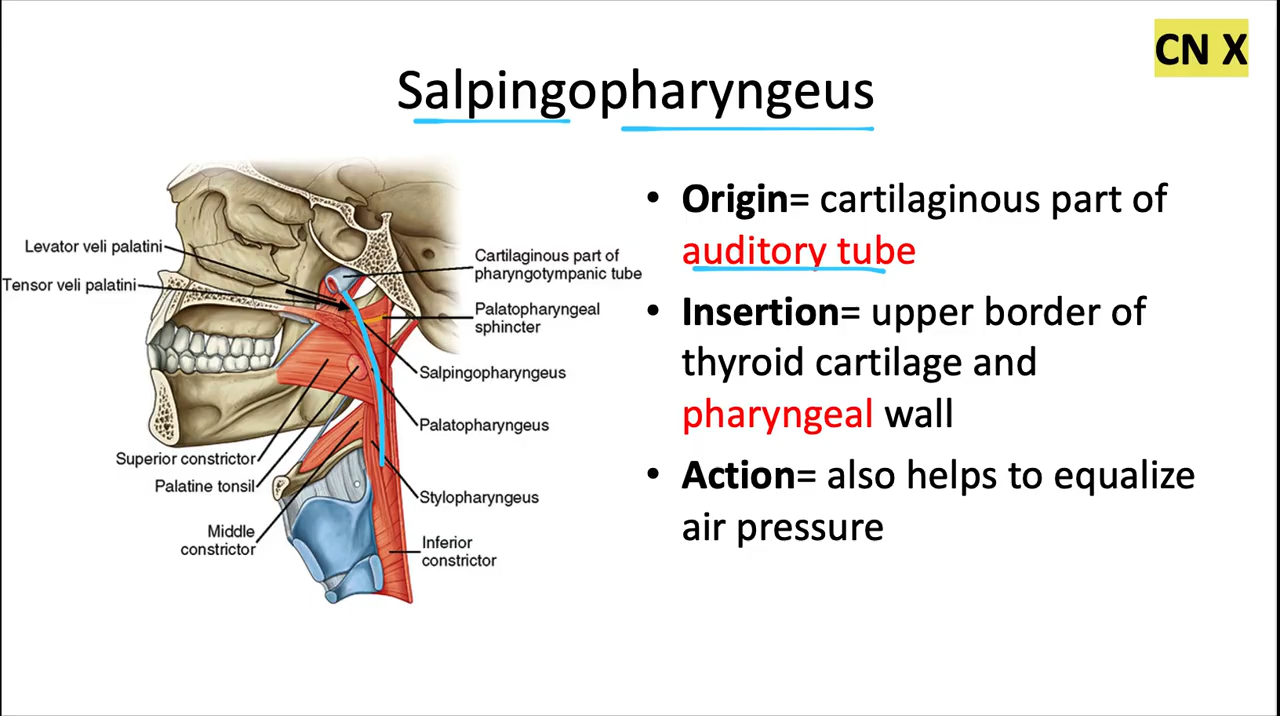 CN X
Salpingopharyngeus
Levator veli palatini
Tensor veli palatini
Superior constrictor
Palatine tonsil
Middle
constrictor
Cartilaginous part of
pharyngotympanic tube
Palatopharyngeal
sphincter
Salpingopharyngeus
Palatopharyngeus
Stylopharyngeus
Inferior
constrictor
• Origin= cartilaginous part of
auditory tube
• Insertion= upper border of
thyroid cartilage and
pharyngeal wall
• Action= also helps to equalize
air pressure